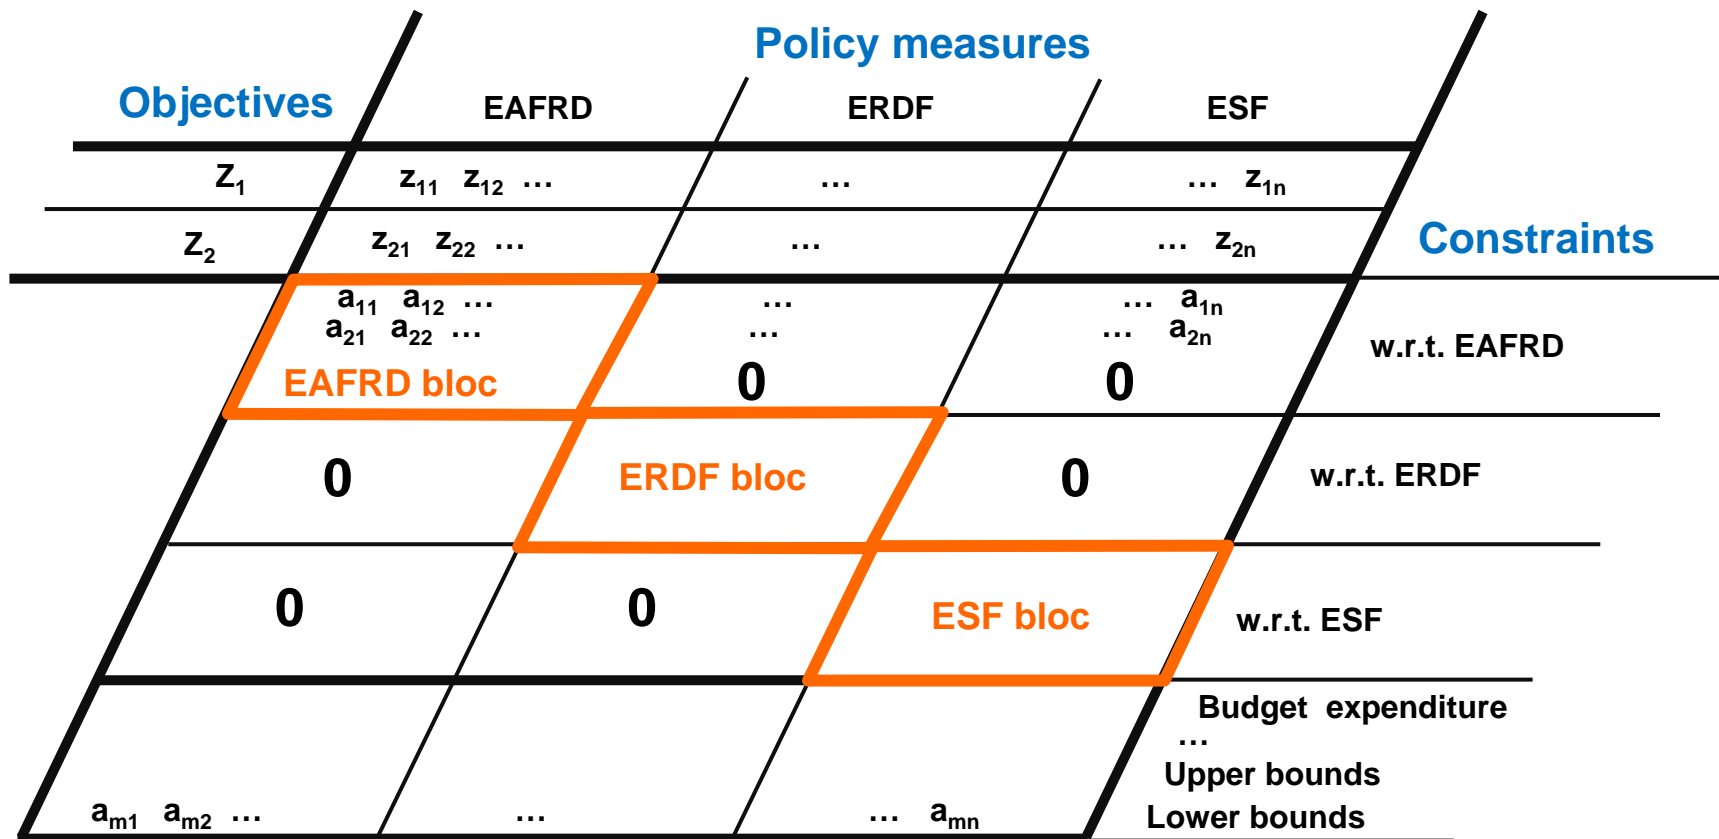 Policy measures
Objectives EAFRD ERDF ESF
Z₁ z₁₁ z₁₂ … … … z₁ₙ
Z₂ z₂₁ z₂₂ … … … z₂ₙ Constraints
a₁₁ a₁₂ … … … a₁ₙ
a₂₁ a₂₂ … … … a₂ₙ
w.r.t. EAFRD
EAFRD bloc 0 0
0 ERDF bloc 0 w.r.t. ERDF
0 0 ESF bloc w.r.t. ESF
Budget expenditure
…
Upper bounds
aₘ₁ aₘ₂ … … … aₘₙ Lower bounds